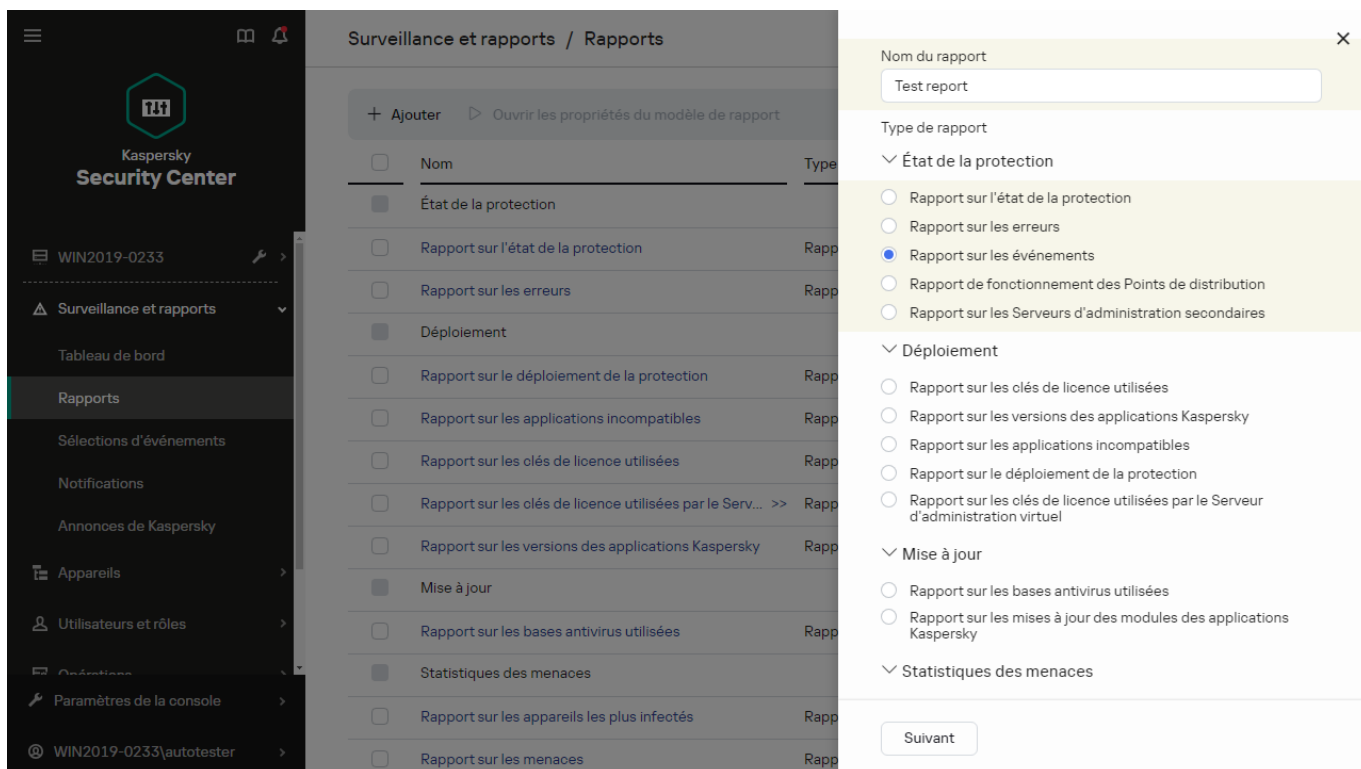 Kaspersky
Security Center
WIN2019-0233
Surveillance et rapports
Tableau de bord
Rapports
Sélections d'événements
Notifications
Annonces de Kaspersky
Appareils
Utilisateurs et rôles
Opérations
Paramètres de la console
WIN2019-0233\autotester
Surveillance et rapports / Rapports
+ Ajouter
Ouvrir les propriétés du modèle de rapport
Nom
Type
État de la protection
Rapport sur l'état de la protection
Rapp
Rapport sur les erreurs
Rapp
Déploiement
Rapport sur le déploiement de la protection
Rapp
Rapport sur les applications incompatibles
Rapp
Rapport sur les clés de licence utilisées
Rapp
Rapport sur les clés de licence utilisées par le Serv... >>
Rapp
Rapport sur les versions des applications Kaspersky
Rapp
Mise à jour
Rapport sur les bases antivirus utilisées
Rapp
Statistiques des menaces
Rapport sur les appareils les plus infectés
Rapp
Rapport sur les menaces
Rapp
Nom du rapport
Test report
Type de rapport
État de la protection
Rapport sur l'état de la protection
Rapport sur les erreurs
Rapport sur les événements
Rapport de fonctionnement des Points de distribution
Rapport sur les Serveurs d'administration secondaires
Déploiement
Rapport sur les clés de licence utilisées
Rapport sur les versions des applications Kaspersky
Rapport sur les applications incompatibles
Rapport sur le déploiement de la protection
Rapport sur les clés de licence utilisées par le Serveur
d'administration virtuel
Mise à jour
Rapport sur les bases antivirus utilisées
Rapport sur les mises à jour des modules des applications
Kaspersky
Statistiques des menaces
Suivant